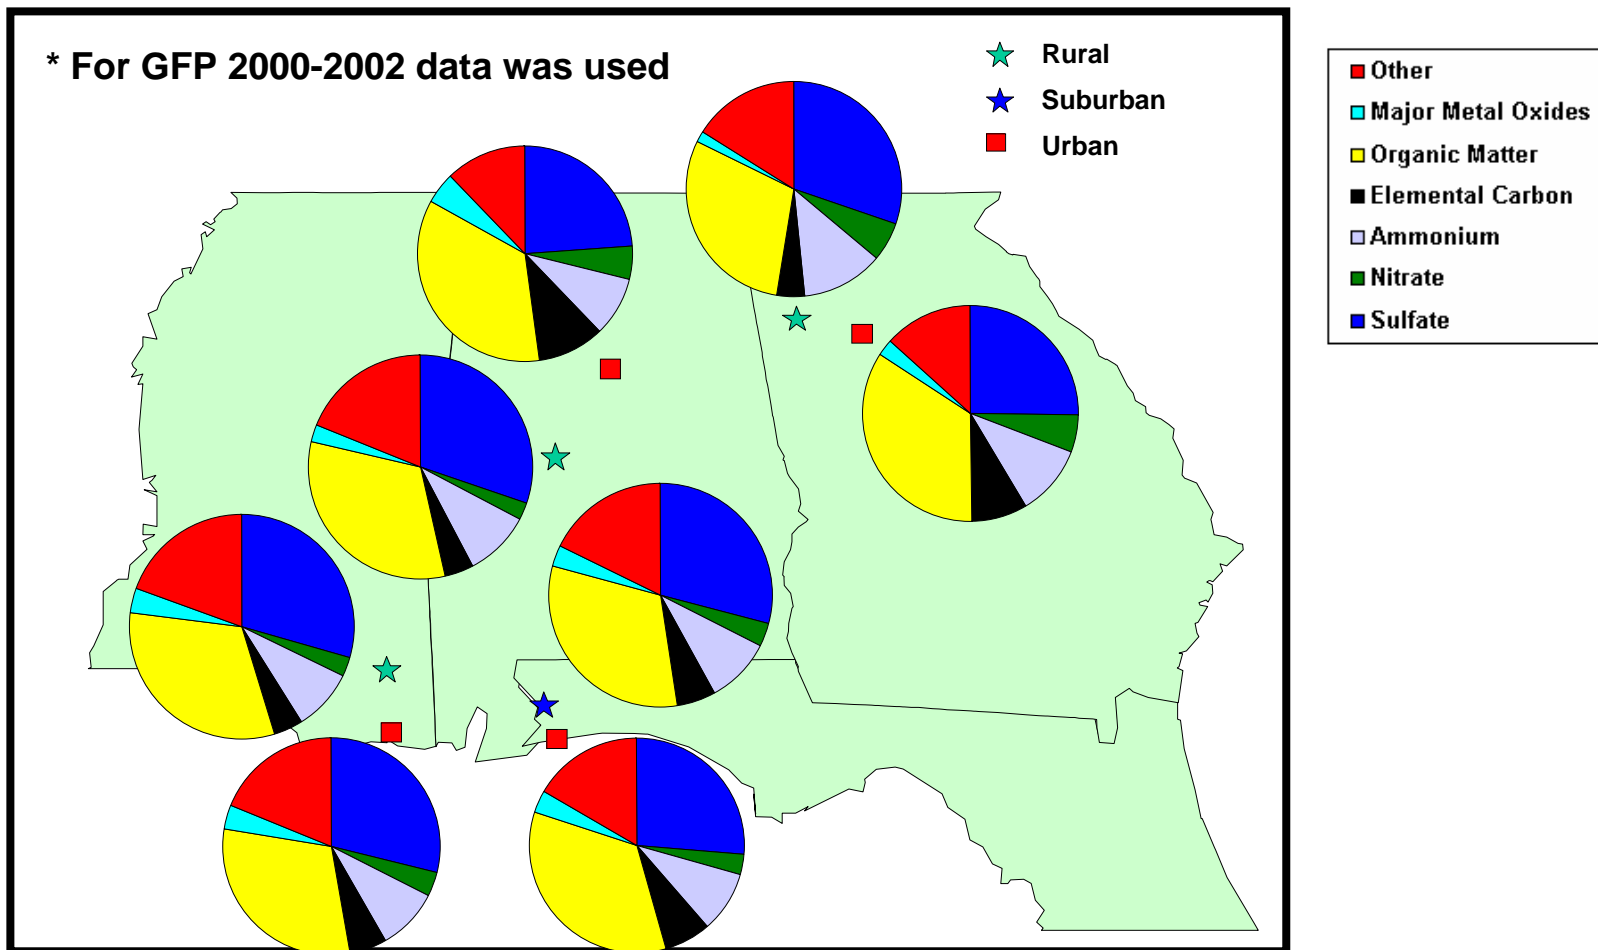 * For GFP 2000-2002 data was used
Rural
Suburban
Urban
Other
Major Metal Oxides
Organic Matter
Elemental Carbon
Ammonium
Nitrate
Sulfate